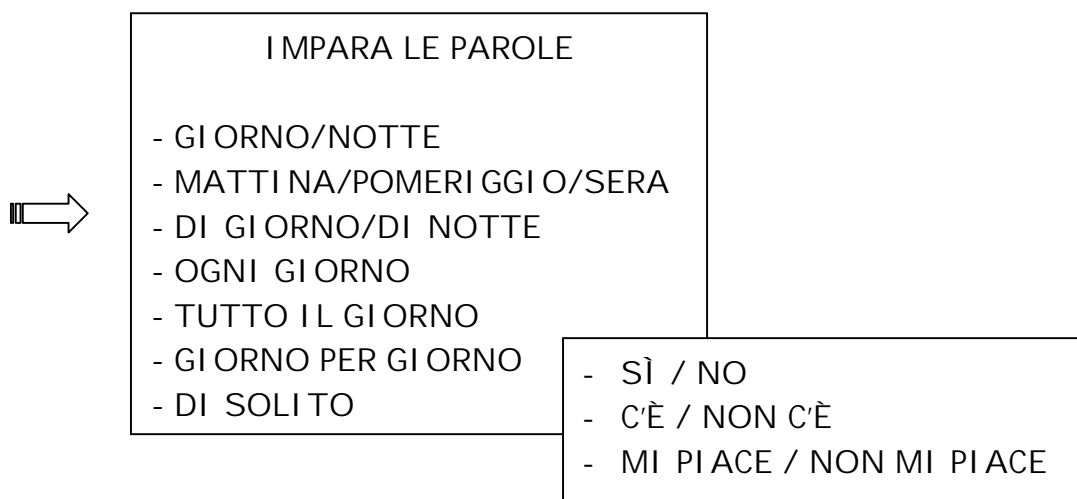 IMPARA LE PAROLE
- GIORNO/NOTTE
- MATTINA/POMERIGGIO/SERA
- DI GIORNO/DI NOTTE
- OGNI GIORNO
- TUTTO IL GIORNO
- GIORNO PER GIORNO
- DI SOLITO
- SÌ / NO
- C'È / NON C'È
- MI PIACE / NON MI PIACE